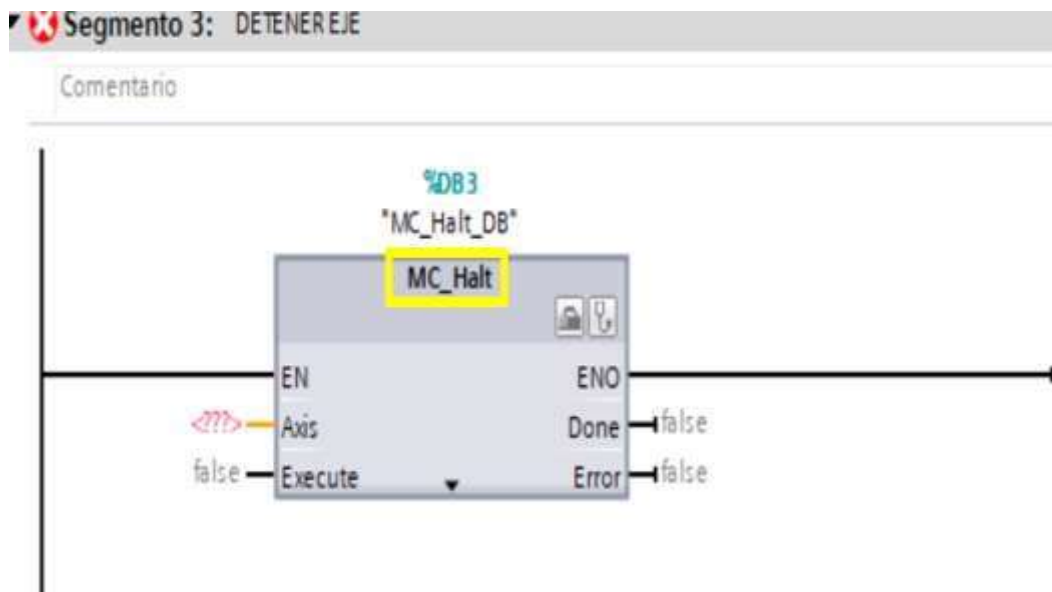 Segmento 3: DETENER EJE
Comentario
%DB3
"MC_Halt_DB"
MC_Halt
EN ENO
<???> Axis Done false
false Execute Error false